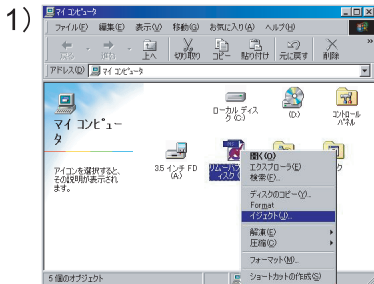 1)
マイ コンピュータ
ファイル(F) 編集(E) 表示(V) 移動(G) お気に入り(A) ヘルプ(H)
戻る 進む 上へ 切り取り コピー 貼り付け 元に戻す 削除
アドレス(D) マイ コンピュータ
マイ コンピュー
タ
アイコンを選択すると、
その説明が表示され
ます。
3.5 インチ FD
(A)
ローカル ディス
ク (C)
(D)
コントロール
パネル
リムーバ
ィスク
開く(O)
エクスプローラ(E)
検索(F)...
ディスクのコピー(Y)...
Format
イジェクト(J)...
解凍(E)
圧縮(C)
フォーマット(M)...
ショートカットの作成(S)
5 個のオブジェクト